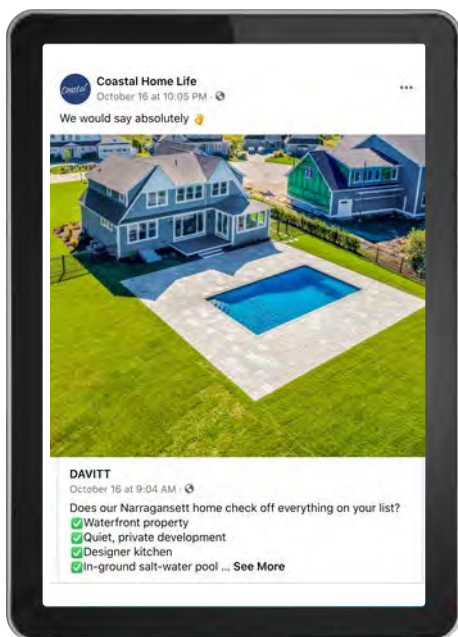 Coastal
Coastal Home Life
October 16 at 10:05 PM ·
...
We would say absolutely 👌
DAVITT
October 16 at 9:04 AM ·
Does our Narragansett home check off everything on your list?
✅Waterfront property
✅Quiet, private development
✅Designer kitchen
✅In-ground salt-water pool ... See More